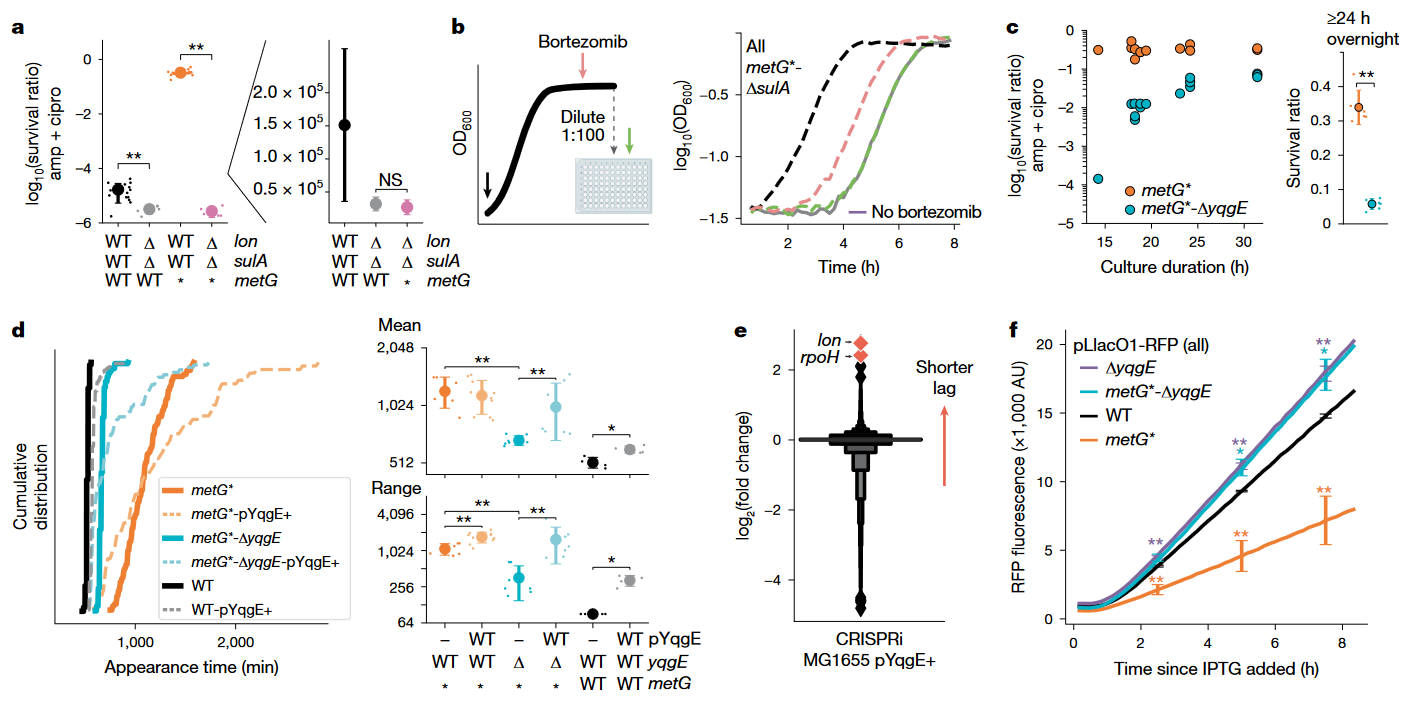 a
log10(survival ratio)
amp + cipro
0
−2
−4
−6
**
**
2.0 × 10^5
1.5 × 10^5
1.0 × 10^5
0.5 × 10^5
NS
WT Δ WT Δ lon
WT Δ WT Δ sulA
WT WT * * metG
WT Δ Δ lon
WT Δ Δ sulA
WT WT * metG
b
Bortezomib
OD600
Dilute
1:100
All
metG*-
ΔsulA
log10(OD600)
−0.5
−1.0
−1.5
No bortezomib
2 4 6 8
Time (h)
c
log10(survival ratio)
amp + cipro
0
−1
−2
−3
−4
−5
metG*
metG*-ΔyqgE
15 20 25 30
Culture duration (h)
≥24 h
overnight
Survival ratio
0.4
0.3
0.2
0.1
0
**
d
Cumulative
distribution
metG*
metG*-pYqgE+
metG*-ΔyqgE
metG*-ΔyqgE-pYqgE+
WT
WT-pYqgE+
1,000 2,000
Appearance time (min)
Mean
2,048
1,024
512
**
**
*
Range
4,096
1,024
256
64
**
**
**
*
– WT – WT – WT pYqgE
WT WT Δ Δ WT WT yqgE
* * * * WT WT metG
e
log2(fold change)
2
0
−2
−4
lon
rpoH
Shorter
lag
CRISPRi
MG1655 pYqgE+
f
RFP fluorescence (×1,000 AU)
20
15
10
5
0
pLlacO1-RFP (all)
ΔyqgE
metG*-ΔyqgE
WT
metG*
**
*
**
*
**
**
**
**
0 2 4 6 8
Time since IPTG added (h)